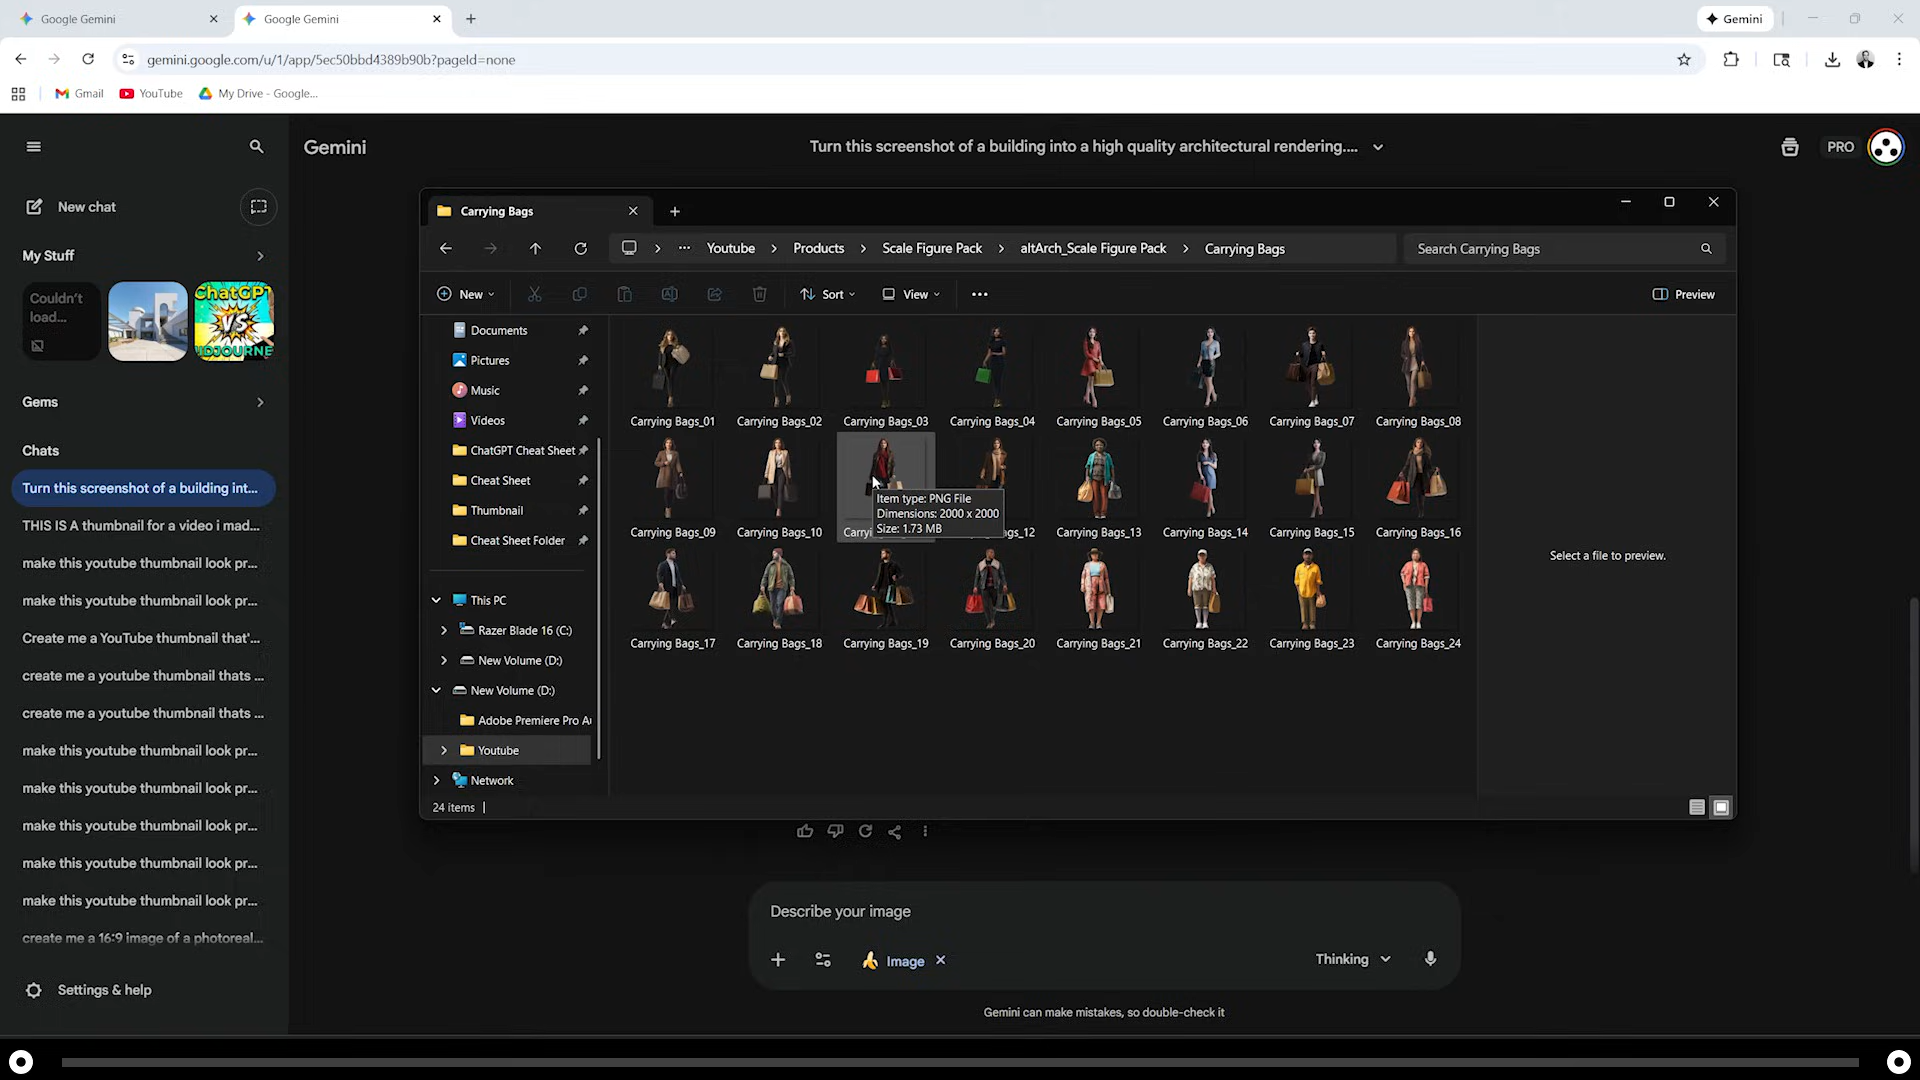 Google Gemini
Google Gemini
Gemini
gemini.google.com/u/1/app/5ec50bbd4389b90b?pageId=none
Gmail
YouTube
My Drive - Google...
Gemini
Turn this screenshot of a building into a high quality architectural rendering....
PRO
New chat
My Stuff
Couldn't
load...
ChatGPT
VS
Gems
Chats
Turn this screenshot of a building int...
THIS IS A thumbnail for a video i mad...
make this youtube thumbnail look pr...
make this youtube thumbnail look pr...
Create me a YouTube thumbnail that'...
create me a youtube thumbnail thats ...
create me a youtube thumbnail thats ...
make this youtube thumbnail look pr...
make this youtube thumbnail look pr...
make this youtube thumbnail look pr...
make this youtube thumbnail look pr...
make this youtube thumbnail look pr...
create me a 16:9 image of a photoreal...
Settings & help
Carrying Bags
Youtube
Products
Scale Figure Pack
altArch_Scale Figure Pack
Carrying Bags
Search Carrying Bags
New
Sort
View
Preview
Documents
Pictures
Music
Videos
ChatGPT Cheat Sheet
Cheat Sheet
Thumbnail
Cheat Sheet Folder
This PC
Razer Blade 16 (C:)
New Volume (D:)
New Volume (D:)
Adobe Premiere Pro Au
Youtube
Network
Carrying Bags_01
Carrying Bags_02
Carrying Bags_03
Carrying Bags_04
Carrying Bags_05
Carrying Bags_06
Carrying Bags_07
Carrying Bags_08
Carrying Bags_09
Carrying Bags_10
Carryi
Item type: PNG File
Dimensions: 2000 x 2000
Size: 1.73 MB
gs_12
Carrying Bags_13
Carrying Bags_14
Carrying Bags_15
Carrying Bags_16
Carrying Bags_17
Carrying Bags_18
Carrying Bags_19
Carrying Bags_20
Carrying Bags_21
Carrying Bags_22
Carrying Bags_23
Carrying Bags_24
Select a file to preview.
24 items
Describe your image
Image
Thinking
Gemini can make mistakes, so double-check it